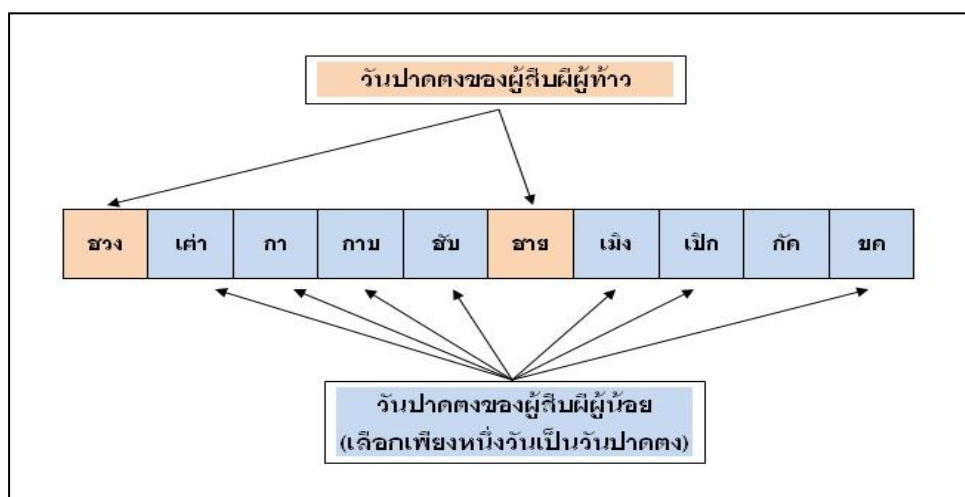 วันปาดตงของผู้สืบผีผู้ท้าว
ฮวง เต่า กา กาบ ฮับ ฮาย เมิง เปิก กัด ขด
วันปาดตงของผู้สืบผีผู้น้อย
(เลือกเพียงหนึ่งวันเป็นวันปาดตง)